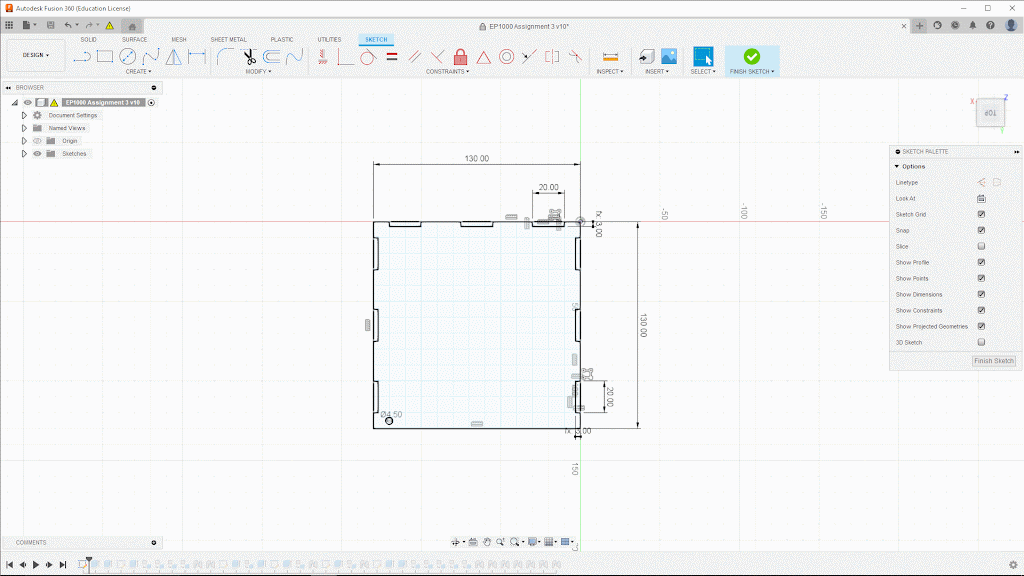 Autodesk Fusion 360 (Education License)
EP1000 Assignment 3 v10*
SOLID SURFACE MESH SHEET METAL PLASTIC UTILITIES SKETCH
DESIGN
CREATE MODIFY CONSTRAINTS INSPECT INSERT SELECT FINISH SKETCH
BROWSER
EP1000 Assignment 3 v10
Document Settings
Named Views
Origin
Sketches
X Z
TOP
Y
SKETCH PALETTE
Options
Linetype
Look At
Sketch Grid
Snap
Slice
Show Profile
Show Points
Show Dimensions
Show Constraints
Show Projected Geometries
3D Sketch
Finish Sketch
130.00
20.00
fx: 3.00
-50
-100
-150
50
130.00
20.00
Ø4.50
fx: 3.00
150
COMMENTS